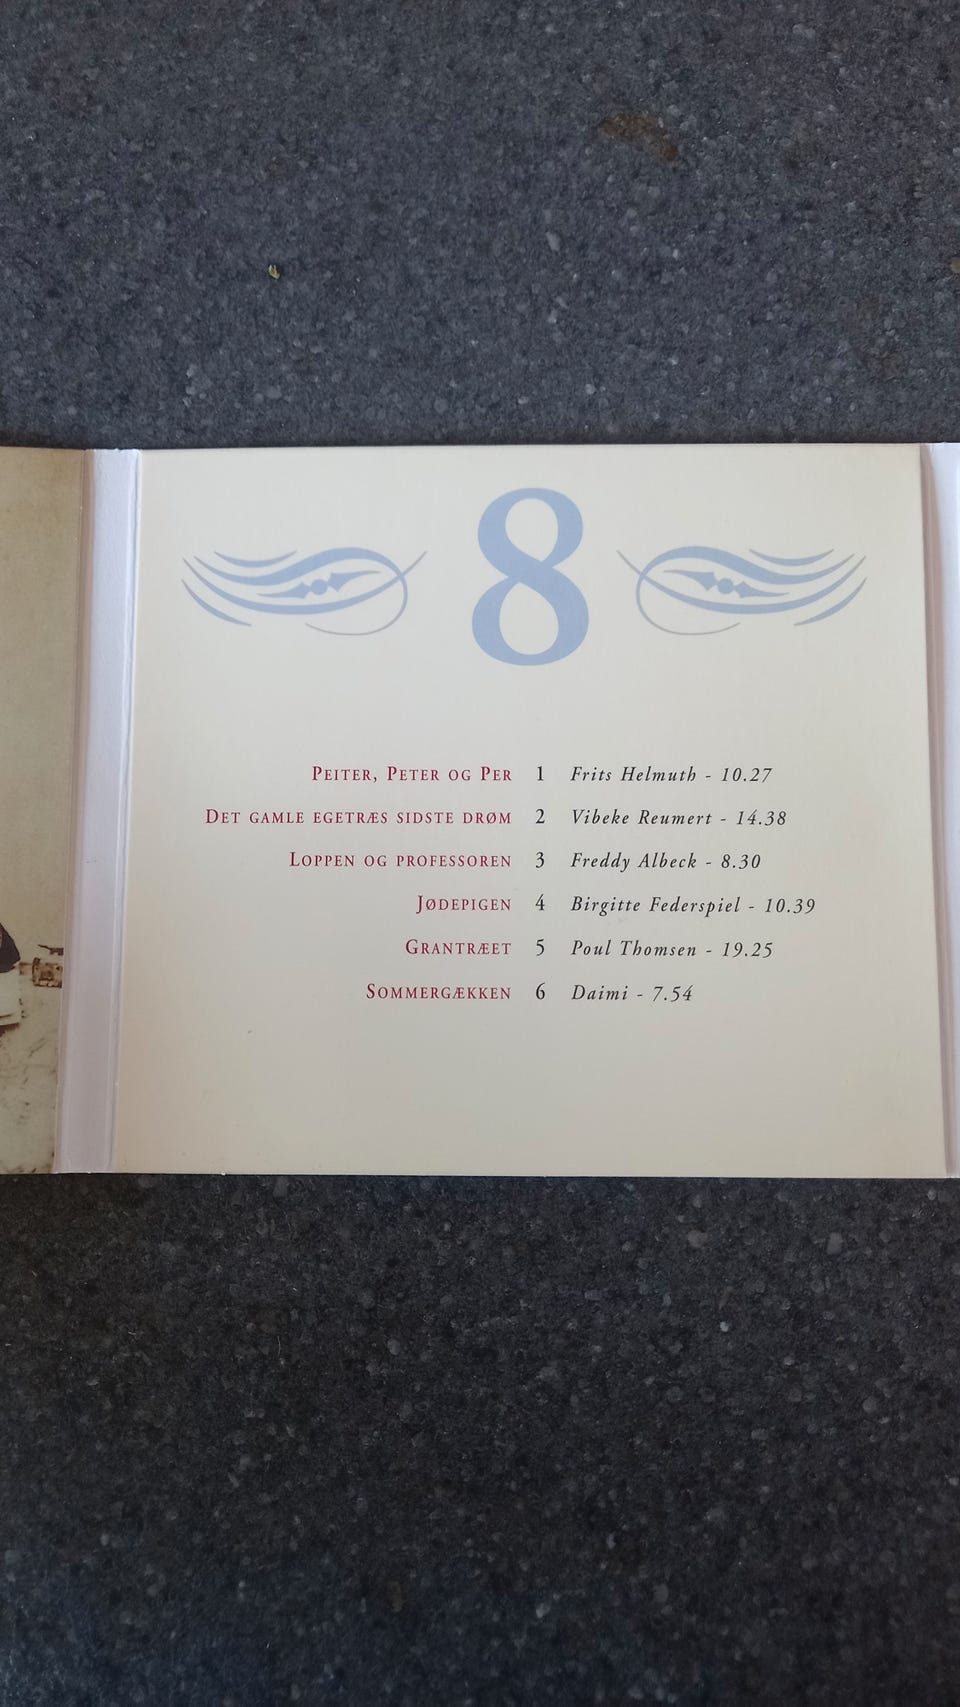 8
Peiter, Peter og Per 1 Frits Helmuth - 10.27
Det gamle egetræs sidste drøm 2 Vibeke Reumert - 14.38
Loppen og professoren 3 Freddy Albeck - 8.30
Jødepigen 4 Birgitte Federspiel - 10.39
Grantræet 5 Poul Thomsen - 19.25
Sommergækken 6 Daimi - 7.54